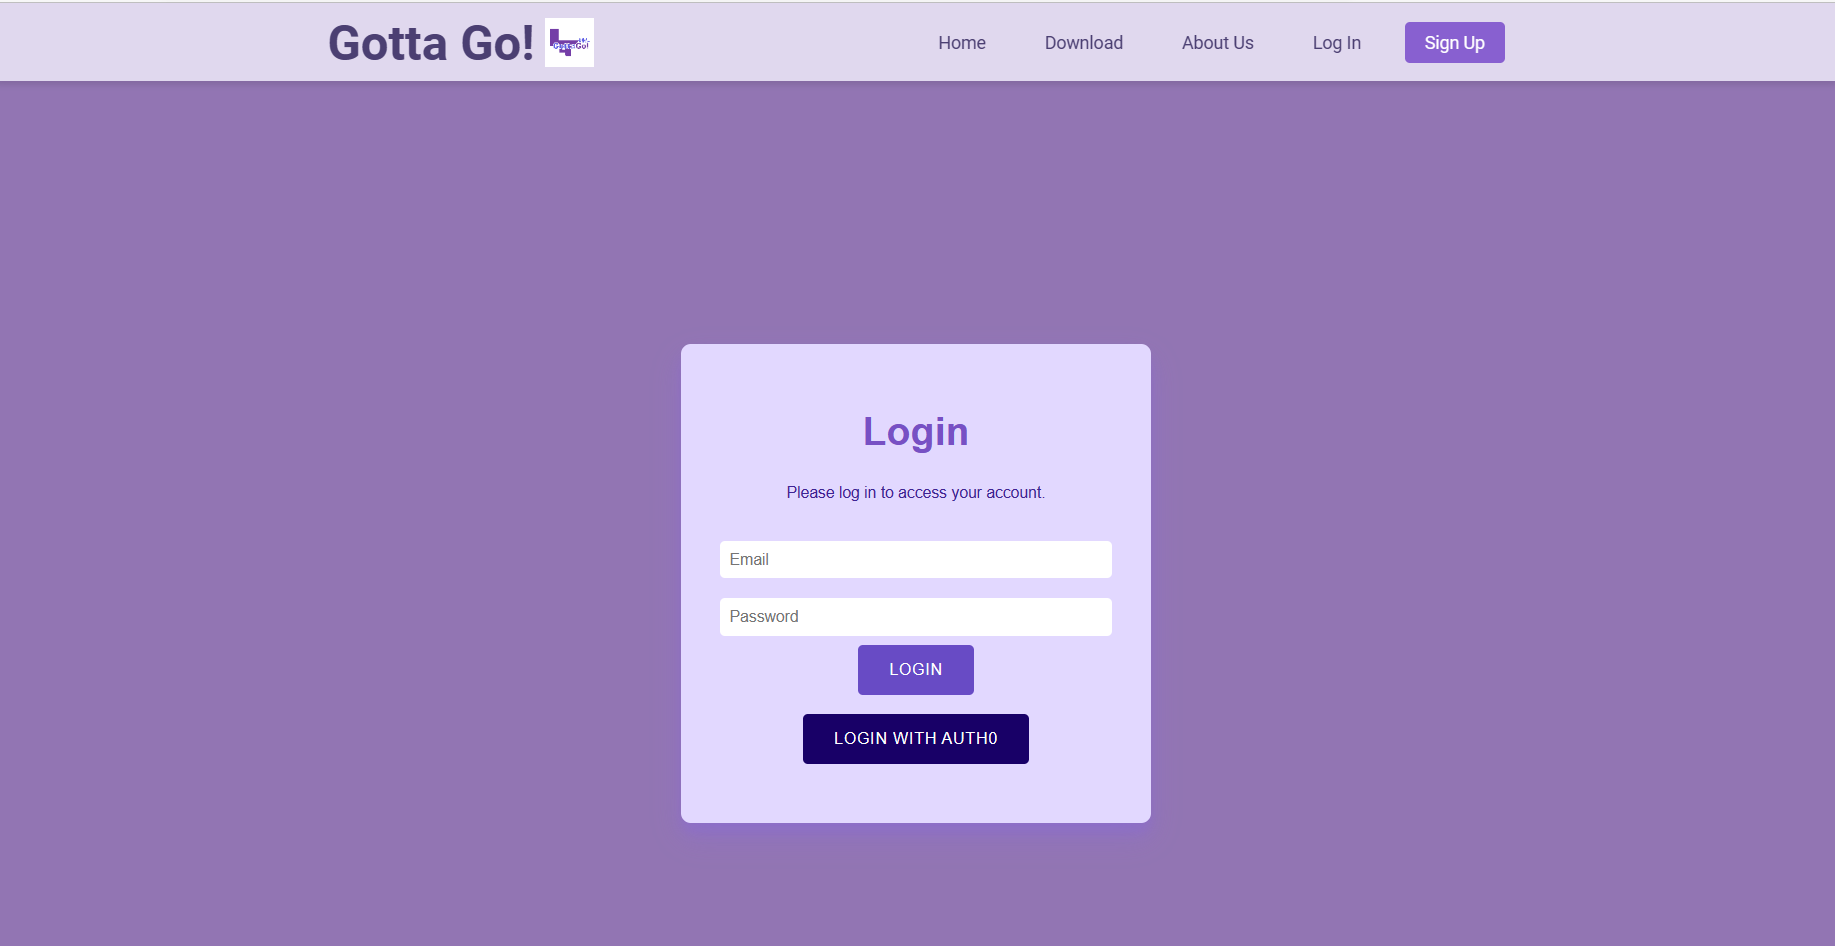 Gotta Go!
Home
Download
About Us
Log In
Sign Up
Login
Please log in to access your account.
Email
Password
LOGIN
LOGIN WITH AUTH0